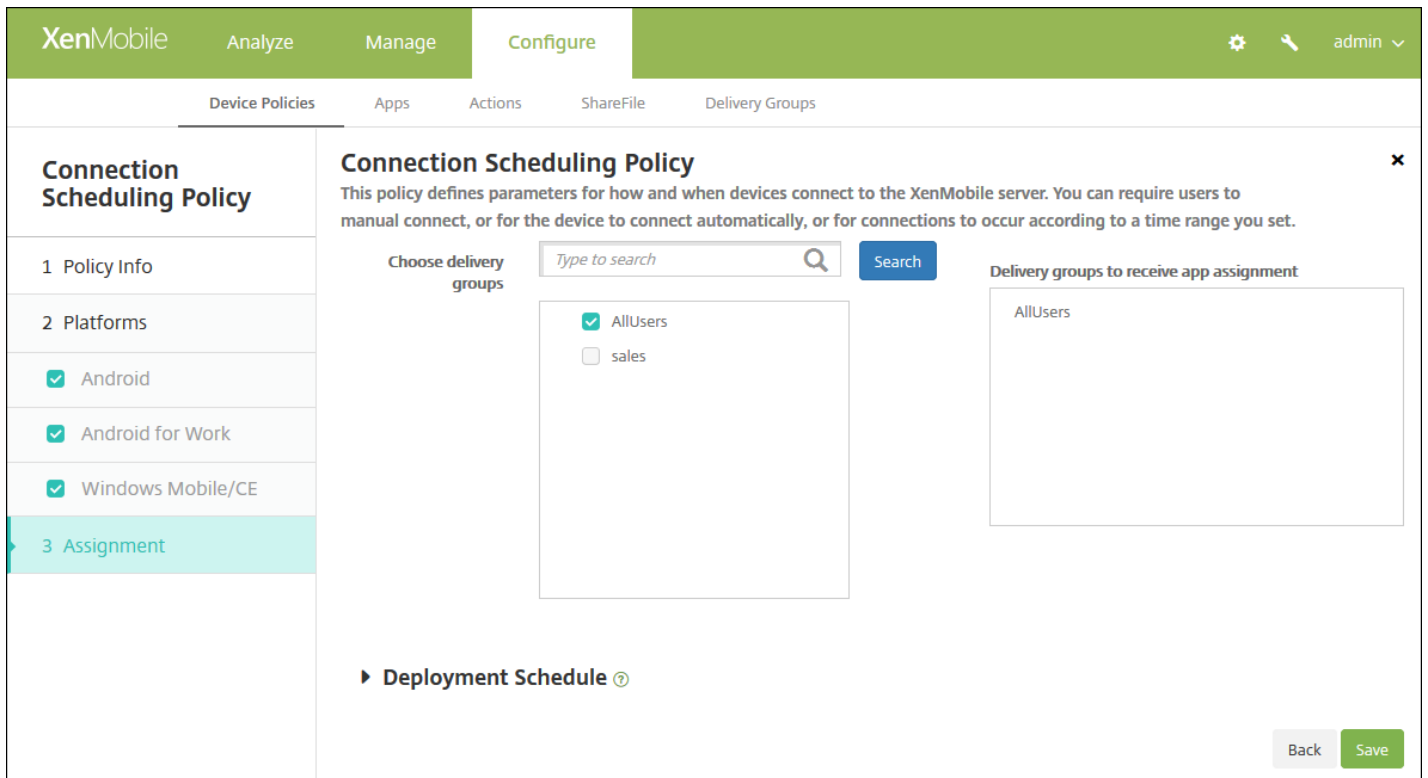 XenMobile Analyze Manage Configure admin
Device Policies Apps Actions ShareFile Delivery Groups
Connection
Scheduling Policy
1 Policy Info
2 Platforms
Android
Android for Work
Windows Mobile/CE
3 Assignment
Connection Scheduling Policy
This policy defines parameters for how and when devices connect to the XenMobile server. You can require users to
manual connect, or for the device to connect automatically, or for connections to occur according to a time range you set.
Choose delivery
groups
Type to search
Search
AllUsers
sales
Delivery groups to receive app assignment
AllUsers
Deployment Schedule ?
Back Save